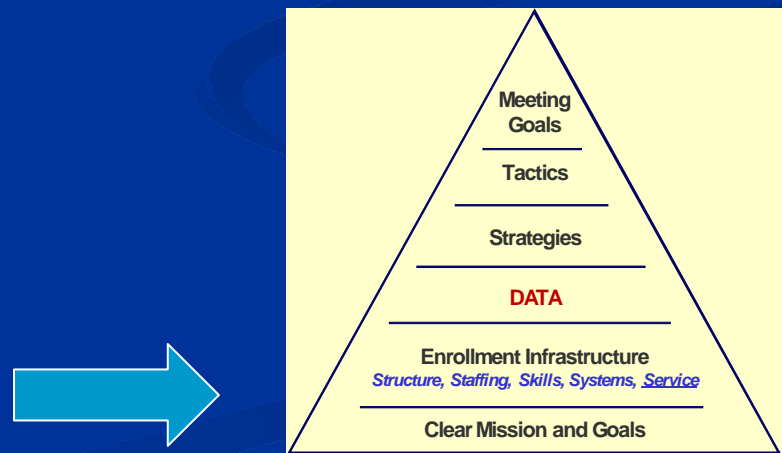 Meeting
Goals
Tactics
Strategies
DATA
Enrollment Infrastructure
Structure, Staffing, Skills, Systems, Service
Clear Mission and Goals